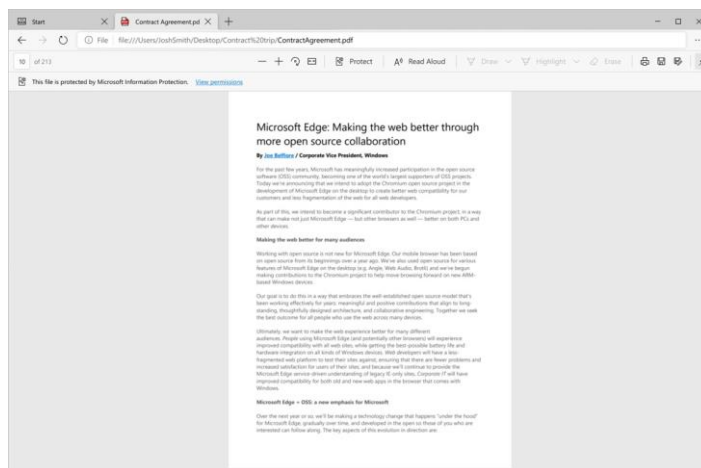 Start
Contract Agreement.pd
File file:///Users/JoshSmith/Desktop/Contract%20trip/ContractAgreement.pdf
10 of 213 Protect Read Aloud Draw Highlight Erase
This file is protected by Microsoft Information Protection. View permissions
Microsoft Edge: Making the web better through
more open source collaboration
By Joe Belfiore / Corporate Vice President, Windows
For the past few years, Microsoft has meaningfully increased participation in the open source
software (OSS) community, becoming one of the world's largest supporters of OSS projects.
Today we're announcing that we intend to adopt the Chromium open source project in the
development of Microsoft Edge on the desktop to create better web compatibility for our
customers and less fragmentation of the web for all web developers.
As part of this, we intend to become a significant contributor to the Chromium project, in a way
that can make not just Microsoft Edge — but other browsers as well — better on both PCs and
other devices.
Making the web better for many audiences
Working with open source is not new for Microsoft Edge. Our mobile browser has been based
on open source from its beginnings over a year ago. We've also used open source for various
features of Microsoft Edge on the desktop (e.g. Angle, Web Audio, Brotli) and we've begun
making contributions to the Chromium project to help move browsing forward on new ARM-
based Windows devices.
Our goal is to do this in a way that embraces the well-established open source model that's
been working effectively for years: meaningful and positive contributions that align to long-
standing, thoughtfully designed architecture, and collaborative engineering. Together we seek
the best outcome for all people who use the web across many devices.
Ultimately, we want to make the web experience better for many different
audiences. People using Microsoft Edge (and potentially other browsers) will experience
improved compatibility with all web sites, while getting the best-possible battery life and
hardware integration on all kinds of Windows devices. Web developers will have a less-
fragmented web platform to test their sites against, ensuring that there are fewer problems and
increased satisfaction for users of their sites; and because we'll continue to provide the
Microsoft Edge service-driven understanding of legacy IE only sites, Corporate IT will have
improved compatibility for both old and new web apps in the browser that comes with
Windows.
Microsoft Edge + OSS: a new emphasis for Microsoft
Over the next year or so, we'll be making a technology change that happens "under the hood"
for Microsoft Edge, gradually over time, and developed in the open so those of you who are
interested can follow along. The key aspects of this evolution in direction are: